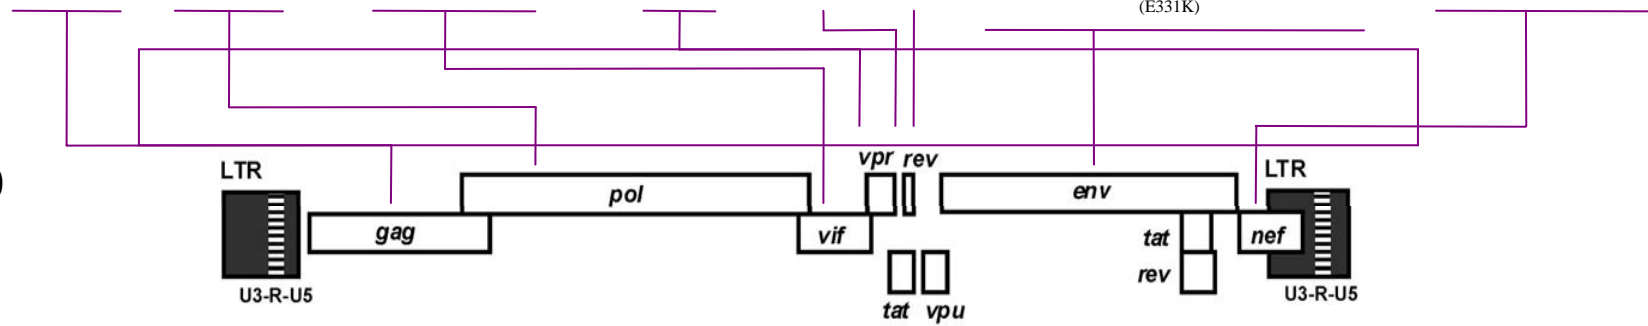 (E331K)
)
vpr rev
LTR LTR
pol env
gag vif tat nef
rev
U3-R-U5 U3-R-U5
tat vpu